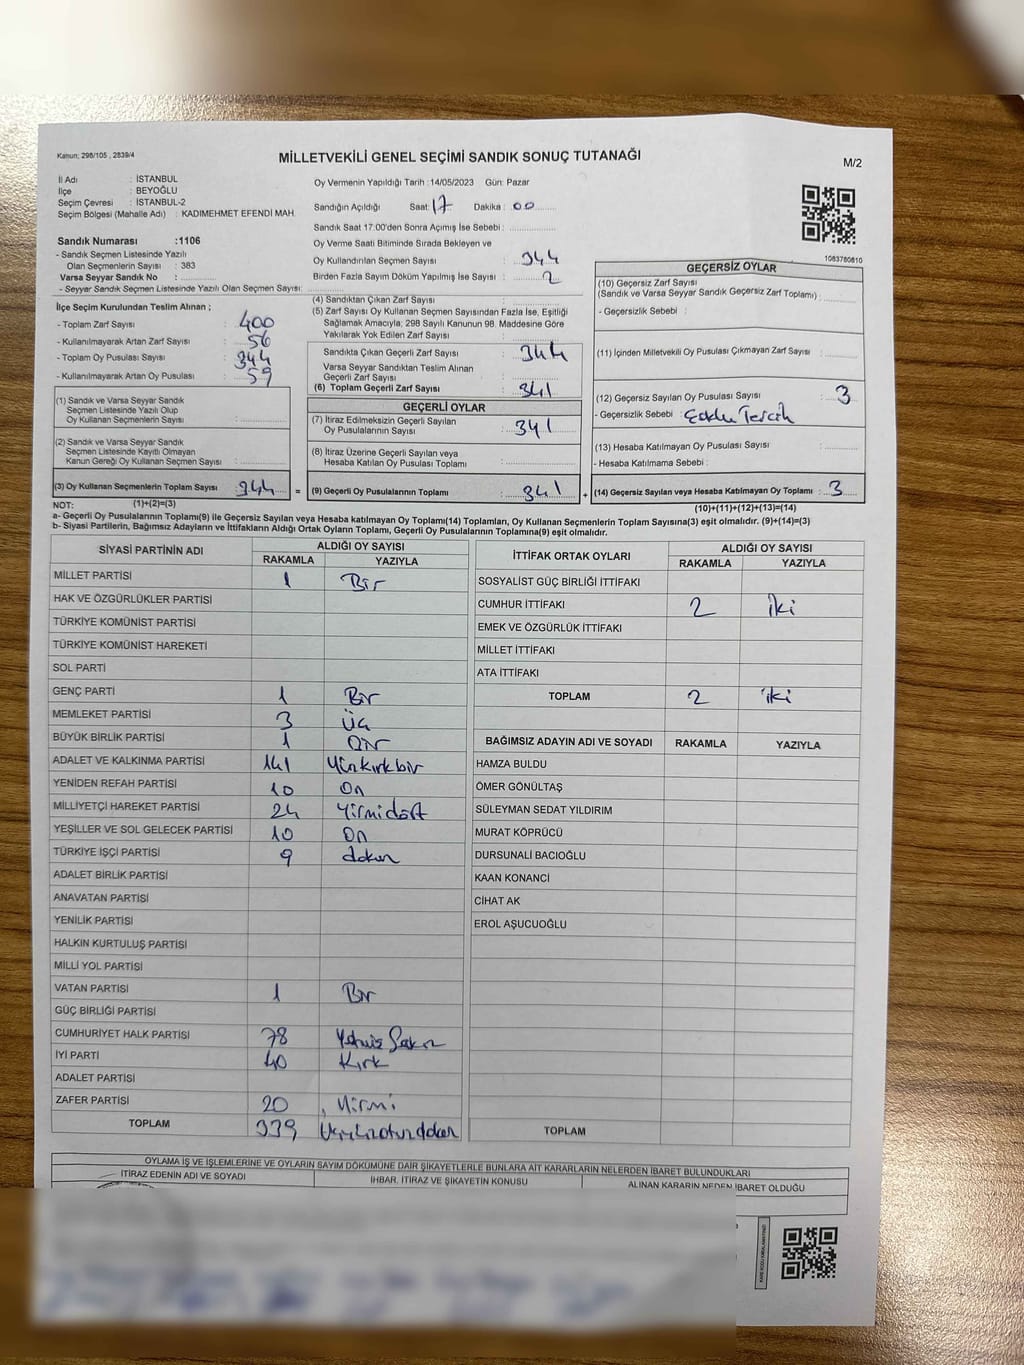 Kanun; 298/105 , 2839/4
MİLLETVEKİLİ GENEL SEÇİMİ SANDIK SONUÇ TUTANAĞI
M/2
İl Adı : İSTANBUL
İlçe : BEYOĞLU
Seçim Çevresi : İSTANBUL-2
Seçim Bölgesi (Mahalle Adı) : KADIMEHMET EFENDİ MAH.
Sandık Numarası :1106
- Sandık Seçmen Listesinde Yazılı
Olan Seçmenlerin Sayısı : 383
Varsa Seyyar Sandık No :
- Seyyar Sandık Seçmen Listesinde Yazılı Olan Seçmen Sayısı:
Oy Vermenin Yapıldığı Tarih :14/05/2023 Gün: Pazar
Sandığın Açıldığı Saat: 17 Dakika : 00
Sandık Saat 17:00'den Sonra Açımış İse Sebebi :
Oy Verme Saati Bitiminde Sırada Bekleyen ve
Oy Kullandırılan Seçmen Sayısı : 344
Birden Fazla Sayım Döküm Yapılmış İse Sayısı : 2
1083780810
İlçe Seçim Kurulundan Teslim Alınan ;
- Toplam Zarf Sayısı : 400
- Kullanılmayarak Artan Zarf Sayısı : 56
- Toplam Oy Pusulası Sayısı : 344
- Kullanılmayarak Artan Oy Pusulası : 59
(1) Sandık ve Varsa Seyyar Sandık
Seçmen Listesinde Yazılı Olup
Oy Kullanan Seçmenlerin Sayısı :
(2) Sandık ve Varsa Seyyar Sandık
Seçmen Listesinde Kayıtlı Olmayan
Kanun Gereği Oy Kullanan Seçmen Sayısı :
(3) Oy Kullanan Seçmenlerin Toplam Sayısı : 344 =
(1)+(2)=(3)
(4) Sandıktan Çıkan Zarf Sayısı :
(5) Zarf Sayısı Oy Kullanan Seçmen Sayısından Fazla İse, Eşitliği
Sağlamak Amacıyla; 298 Sayılı Kanunun 98. Maddesine Göre
Yakılarak Yok Edilen Zarf Sayısı :
Sandıkta Çıkan Geçerli Zarf Sayısı : 344
Varsa Seyyar Sandıktan Teslim Alınan
Geçerli Zarf Sayısı :
(6) Toplam Geçerli Zarf Sayısı : 341
GEÇERLİ OYLAR
(7) İtiraz Edilmeksizin Geçerli Sayılan
Oy Pusulalarının Sayısı : 341
(8) İtiraz Üzerine Geçerli Sayılan veya
Hesaba Katılan Oy Pusulası Toplamı :
(9) Geçerli Oy Pusulalarının Toplamı : 341 +
GEÇERSİZ OYLAR
(10) Geçersiz Zarf Sayısı
(Sandık ve Varsa Seyyar Sandık Geçersiz Zarf Toplamı) :
- Geçersizlik Sebebi :
(11) İçinden Milletvekili Oy Pusulası Çıkmayan Zarf Sayısı :
(12) Geçersiz Sayılan Oy Pusulası Sayısı : 3
- Geçersizlik Sebebi : Tercih
(13) Hesaba Katılmayan Oy Pusulası Sayısı :
- Hesaba Katılmama Sebebi :
(14) Geçersiz Sayılan veya Hesaba Katılmayan Oy Toplamı : 3
(10)+(11)+(12)+(13)=(14)
NOT:
a- Geçerli Oy Pusulalarının Toplamı(9) ile Geçersiz Sayılan veya Hesaba katılmayan Oy Toplamı(14) Toplamları, Oy Kullanan Seçmenlerin Toplam Sayısına(3) eşit olmalıdır. (9)+(14)=(3)
b- Siyasi Partilerin, Bağımsız Adayların ve İttifakların Aldığı Ortak Oyların Toplamı, Geçerli Oy Pusulalarının Toplamına(9) eşit olmalıdır.
SİYASİ PARTİNİN ADI ALDIĞI OY SAYISI
RAKAMLA YAZIYLA
MİLLET PARTİSİ 1 Bir
HAK VE ÖZGÜRLÜKLER PARTİSİ
TÜRKİYE KOMÜNİST PARTİSİ
TÜRKİYE KOMÜNİST HAREKETİ
SOL PARTİ
GENÇ PARTİ 1 Bir
MEMLEKET PARTİSİ 3 Üç
BÜYÜK BİRLİK PARTİSİ 1 Bir
ADALET VE KALKINMA PARTİSİ 141 Yüzkırkbir
YENİDEN REFAH PARTİSİ 10 On
MİLLİYETÇİ HAREKET PARTİSİ 24 Yirmidört
YEŞİLLER VE SOL GELECEK PARTİSİ 10 On
TÜRKİYE İŞÇİ PARTİSİ 9 dokuz
ADALET BİRLİK PARTİSİ
ANAVATAN PARTİSİ
YENİLİK PARTİSİ
HALKIN KURTULUŞ PARTİSİ
MİLLİ YOL PARTİSİ
VATAN PARTİSİ 1 Bir
GÜÇ BİRLİĞİ PARTİSİ
CUMHURİYET HALK PARTİSİ 78 Yetmiş Sekiz
İYİ PARTİ 40 Kırk
ADALET PARTİSİ
ZAFER PARTİSİ 20 Yirmi
TOPLAM 339 Üçyüzotuzdokuz
İTTİFAK ORTAK OYLARI ALDIĞI OY SAYISI
RAKAMLA YAZIYLA
SOSYALİST GÜÇ BİRLİĞİ İTTİFAKI
CUMHUR İTTİFAKI 2 İki
EMEK VE ÖZGÜRLÜK İTTİFAKI
MİLLET İTTİFAKI
ATA İTTİFAKI
TOPLAM 2 iki
BAĞIMSIZ ADAYIN ADI VE SOYADI RAKAMLA YAZIYLA
HAMZA BULDU
ÖMER GÖNÜLTAŞ
SÜLEYMAN SEDAT YILDIRIM
MURAT KÖPRÜCÜ
DURSUNALİ BACIOĞLU
KAAN KONANCİ
CİHAT AK
EROL AŞUCUOĞLU
TOPLAM
OYLAMA İŞ VE İŞLEMLERİNE VE OYLARIN SAYIM DÖKÜMÜNE DAİR ŞİKAYETLERLE BUNLARA AİT KARARLARIN NELERDEN İBARET BULUNDUKLARI
İTİRAZ EDENİN ADI VE SOYADI İHBAR, İTİRAZ VE ŞİKAYETİN KONUSU ALINAN KARARIN NEDEN İBARET OLDUĞU